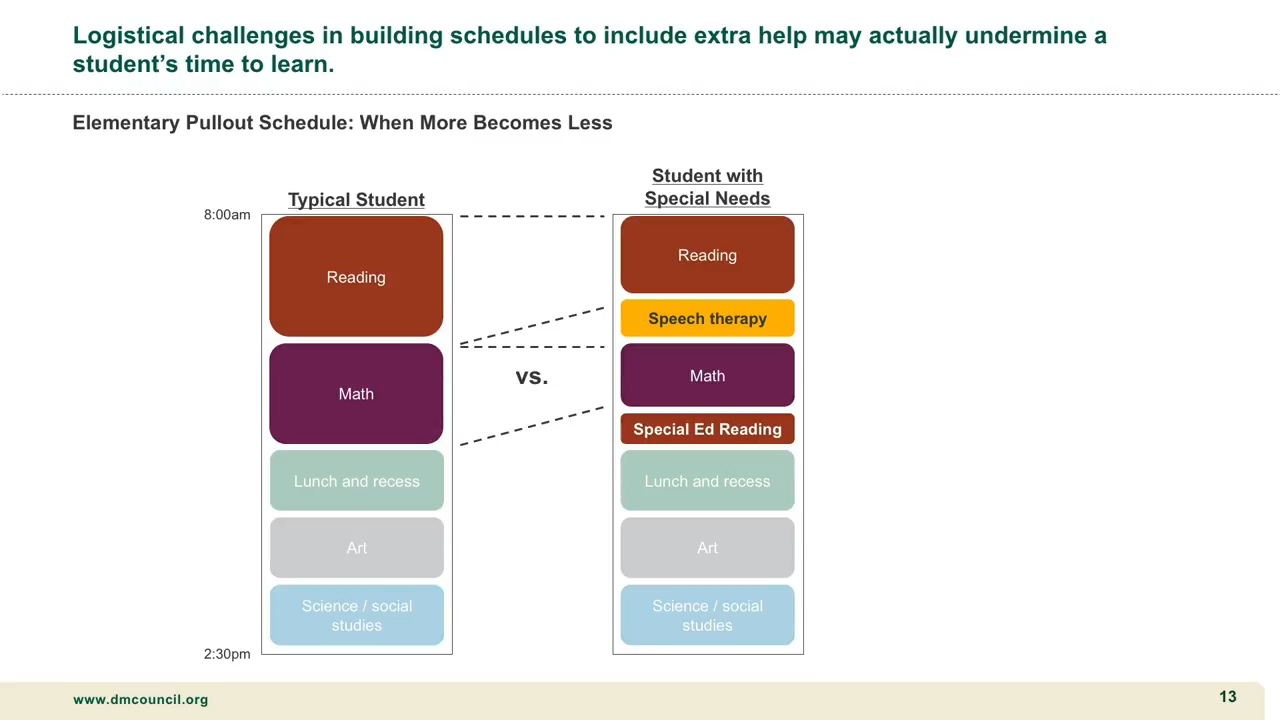 Logistical challenges in building schedules to include extra help may actually undermine a
student’s time to learn.
Elementary Pullout Schedule: When More Becomes Less
Typical Student
8:00am
Reading
Math
Lunch and recess
Art
Science / social
studies
2:30pm
vs.
Student with
Special Needs
Reading
Speech therapy
Math
Special Ed Reading
Lunch and recess
Art
Science / social
studies
www.dmcouncil.org
13